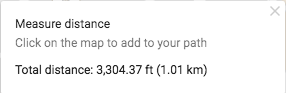 Measure distance
Click on the map to add to your path
Total distance: 3,304.37 ft (1.01 km)